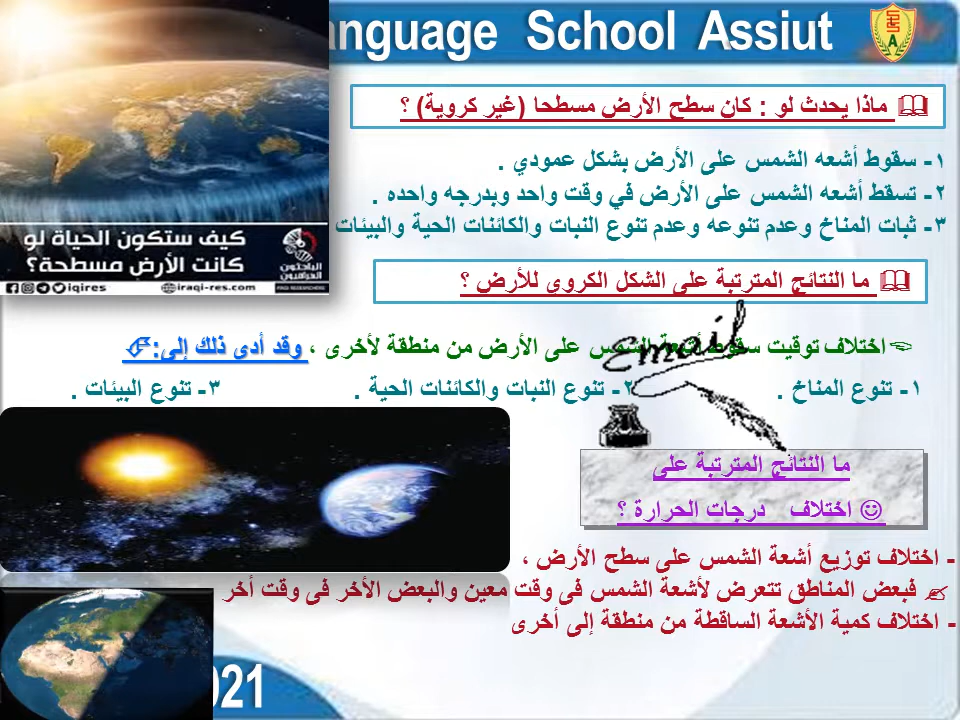 anguage School Assiut
ماذا يحدث لو : كان سطح الأرض مسطحا (غير كروية) ؟
١- سقوط أشعه الشمس على الأرض بشكل عمودي .
٢- تسقط أشعه الشمس على الأرض في وقت واحد وبدرجه واحده .
٣- ثبات المناخ وعدم تنوعه وعدم تنوع النبات والكائنات الحية والبيئات
كيف ستكون الحياة لو
كانت الأرض مسطحة؟
الباحثون
العراقيون
IRAQI RESEARCHERS
iqires
iraqi-res.com
ما النتائج المترتبة على الشكل الكروى للأرض ؟
اختلاف توقيت سقوط أشعة الشمس على الأرض من منطقة لأخرى ، وقد أدى ذلك إلى:
Email
١- تنوع المناخ . ٢- تنوع النبات والكائنات الحية . ٣- تنوع البيئات .
ما النتائج المترتبة على
اختلاف درجات الحرارة ؟
- اختلاف توزيع أشعة الشمس على سطح الأرض ،
فبعض المناطق تتعرض لأشعة الشمس فى وقت معين والبعض الأخر فى وقت أخر
- اختلاف كمية الأشعة الساقطة من منطقة إلى أخرى
021